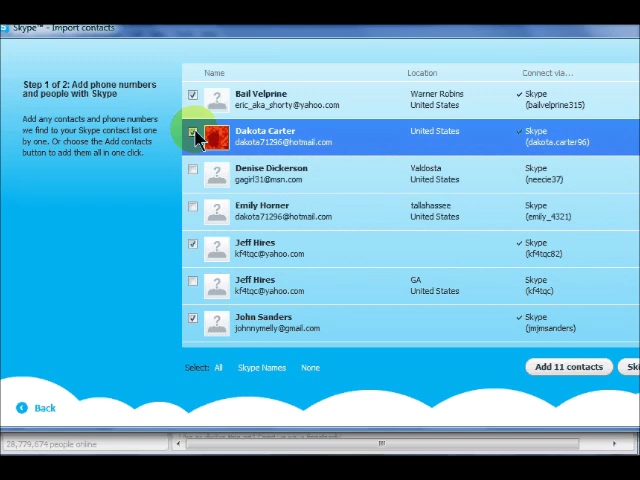 Skype™ - Import contacts
Step 1 of 2: Add phone numbers
and people with Skype
Add any contacts and phone numbers
we find to your Skype contact list one
by one. Or choose the Add contacts
button to add them all in one click.
Name Location Connect via...
Bail Velprine Warner Robins Skype
eric_aka_shorty@yahoo.com United States (bailvelprine315)
Dakota Carter United States Skype
dakota71296@hotmail.com (dakota.carter96)
Denise Dickerson Valdosta Skype
gagirl31@msn.com United States (neecie37)
Emily Horner tallahassee Skype
dakota71296@hotmail.com United States (emily_4321)
Jeff Hires Skype
kf4tqc@yahoo.com (kf4tqc82)
Jeff Hires GA Skype
kf4tqc@yahoo.com United States (kf4tqc)
John Sanders Skype
johnnymelly@gmail.com (jmjmsanders)
Select: All Skype Names None
Add 11 contacts Ski
Back
28,779,674 people online